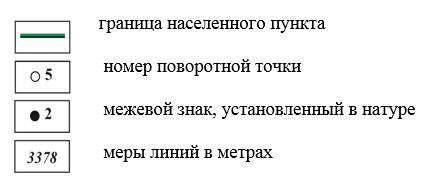 граница населенного пункта
5 номер поворотной точки
2 межевой знак, установленный в натуре
3378 меры линий в метрах